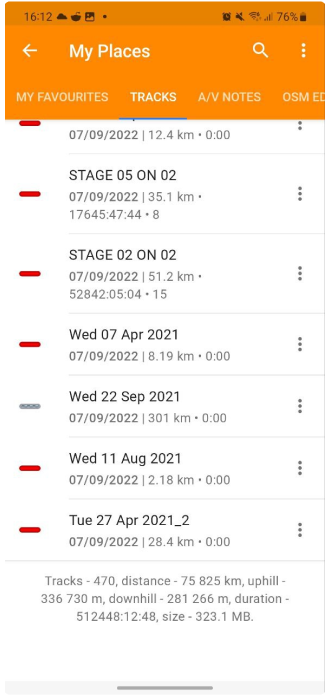 16:12
76%
My Places
MY FAVOURITES TRACKS A/V NOTES OSM ED
07/09/2022 | 12.4 km • 0:00
STAGE 05 ON 02
07/09/2022 | 35.1 km •
17645:47:44 • 8
STAGE 02 ON 02
07/09/2022 | 51.2 km •
52842:05:04 • 15
Wed 07 Apr 2021
07/09/2022 | 8.19 km • 0:00
Wed 22 Sep 2021
07/09/2022 | 301 km • 0:00
Wed 11 Aug 2021
07/09/2022 | 2.18 km • 0:00
Tue 27 Apr 2021_2
07/09/2022 | 28.4 km • 0:00
Tracks - 470, distance - 75 825 km, uphill -
336 730 m, downhill - 281 266 m, duration -
512448:12:48, size - 323.1 MB.